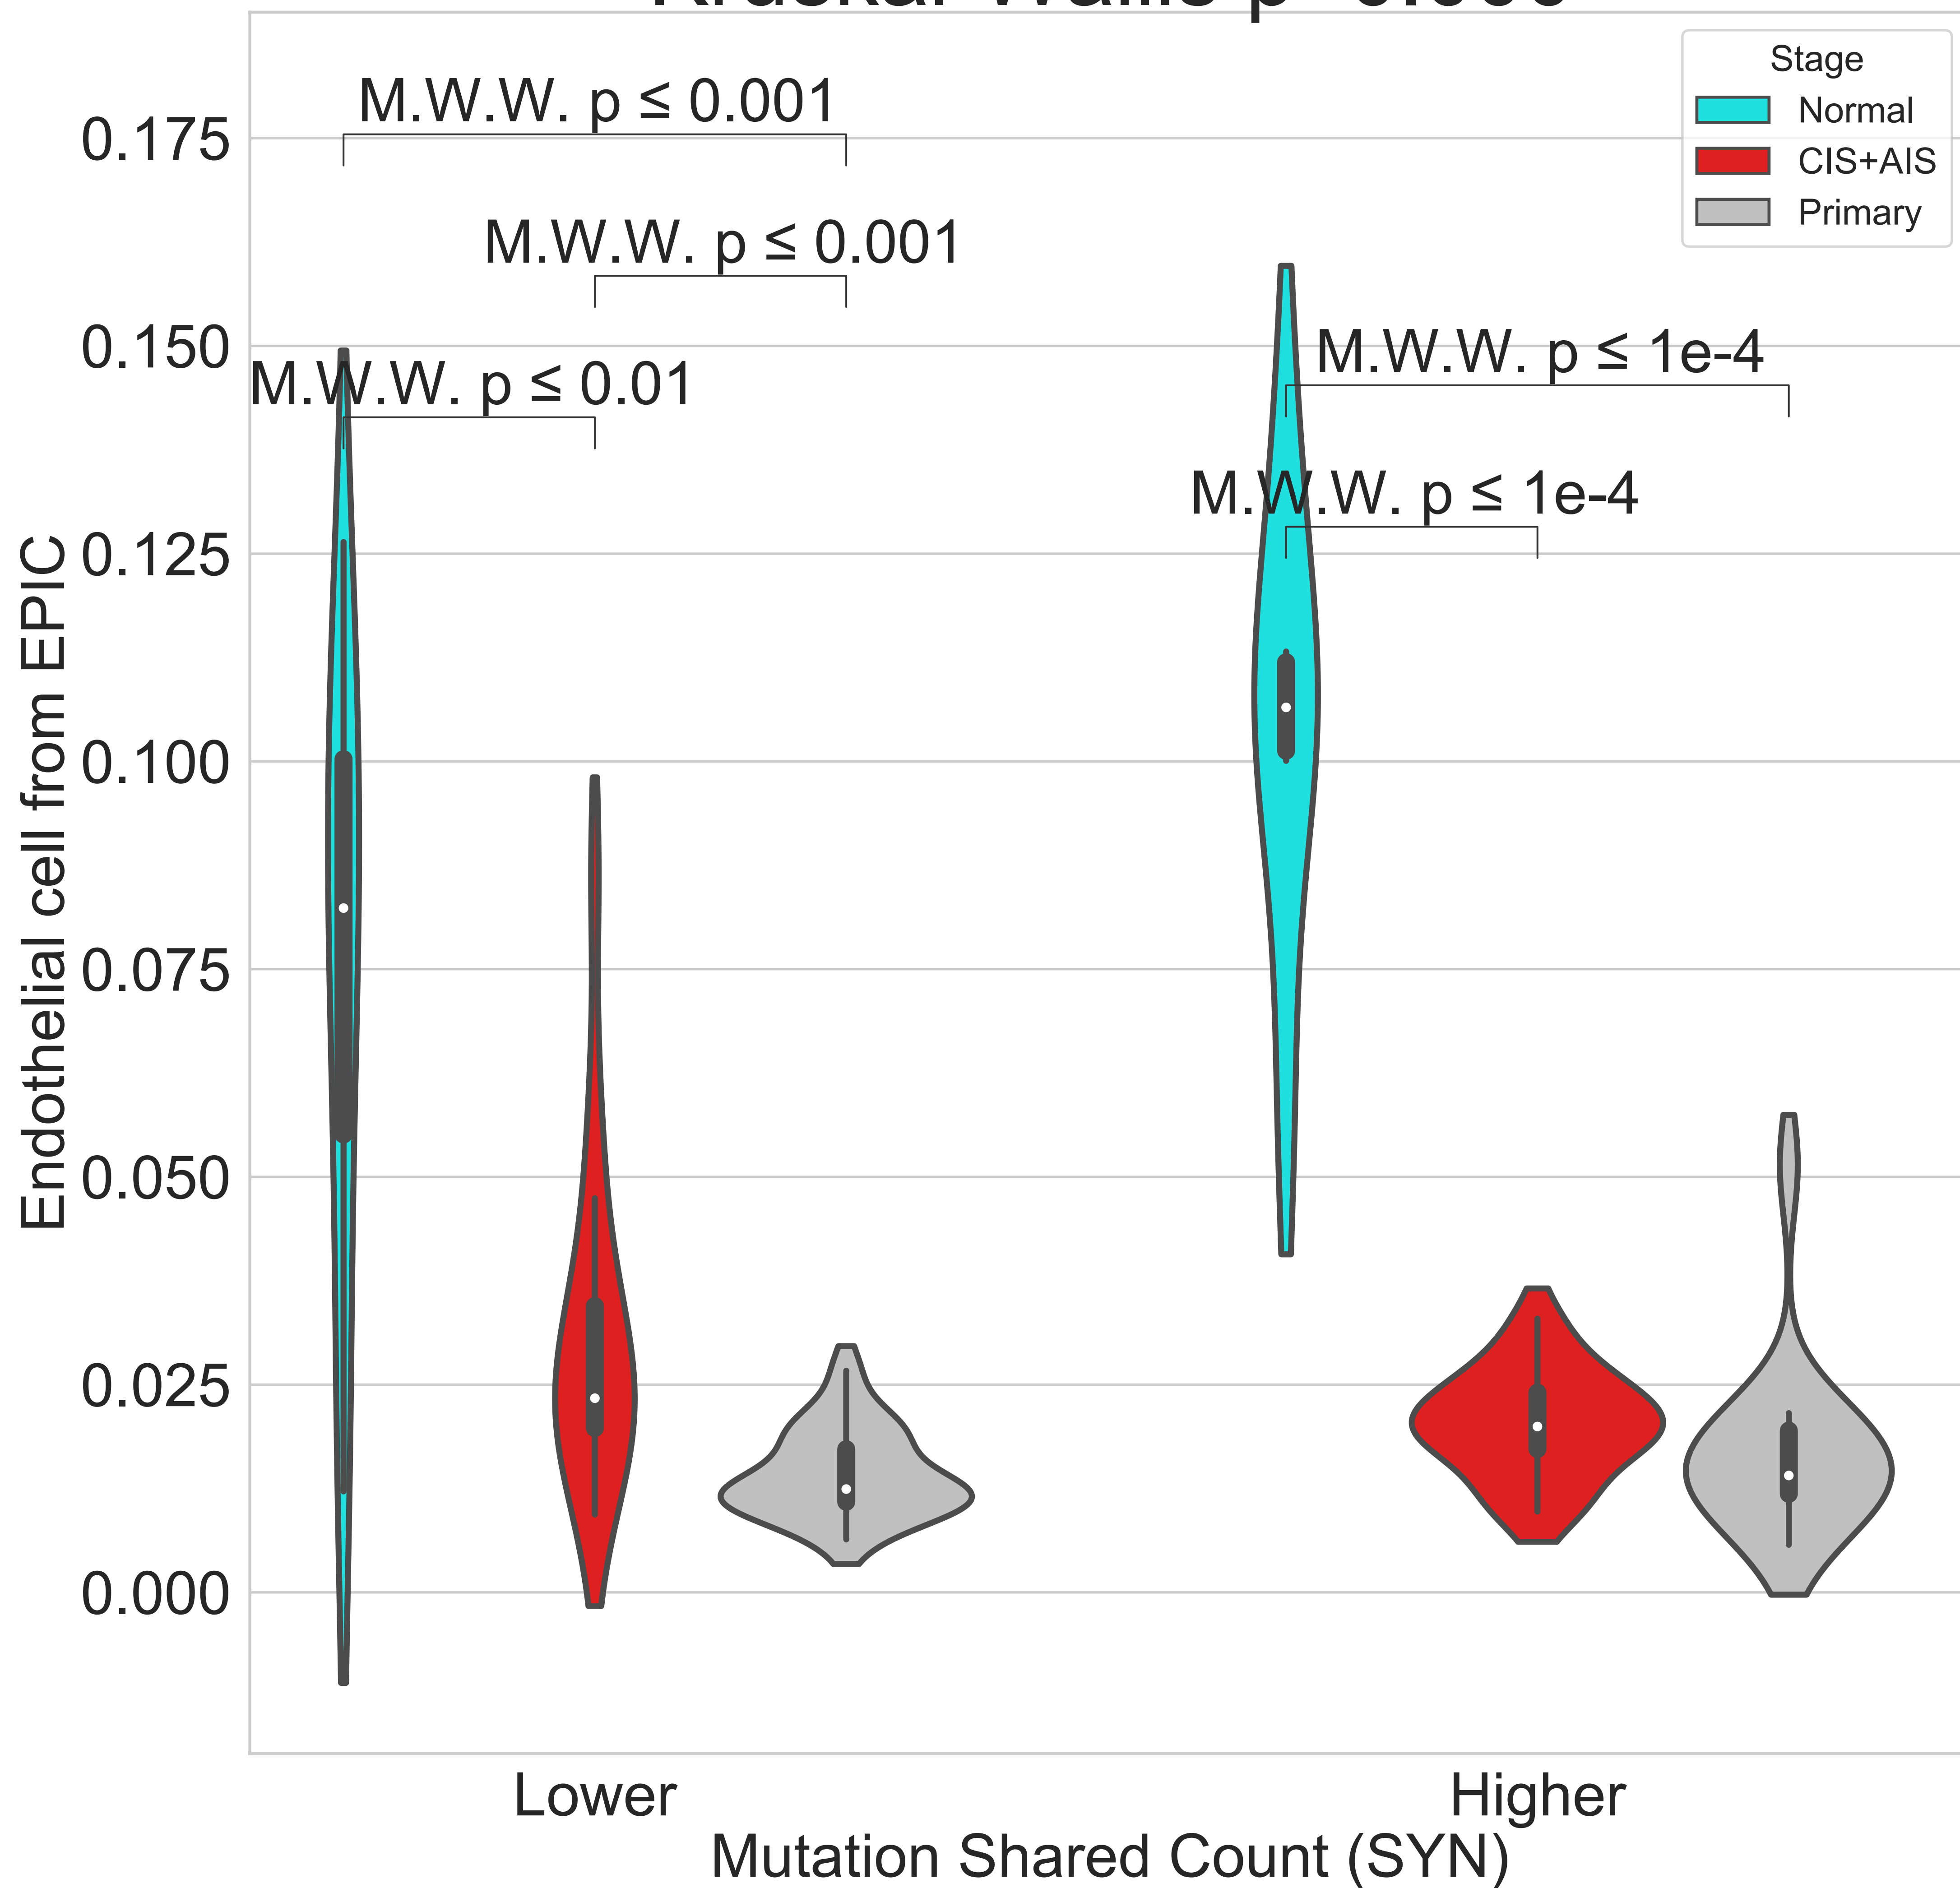 Stage
Normal
CIS+AIS
Primary
M.W.W. p ≤ 0.001
M.W.W. p ≤ 0.001
M.W.W. p ≤ 0.01
M.W.W. p ≤ 1e-4
M.W.W. p ≤ 1e-4
0.175
0.150
0.125
0.100
0.075
0.050
0.025
0.000
Endothelial cell from EPIC
Lower
Higher
Mutation Shared Count (SYN)